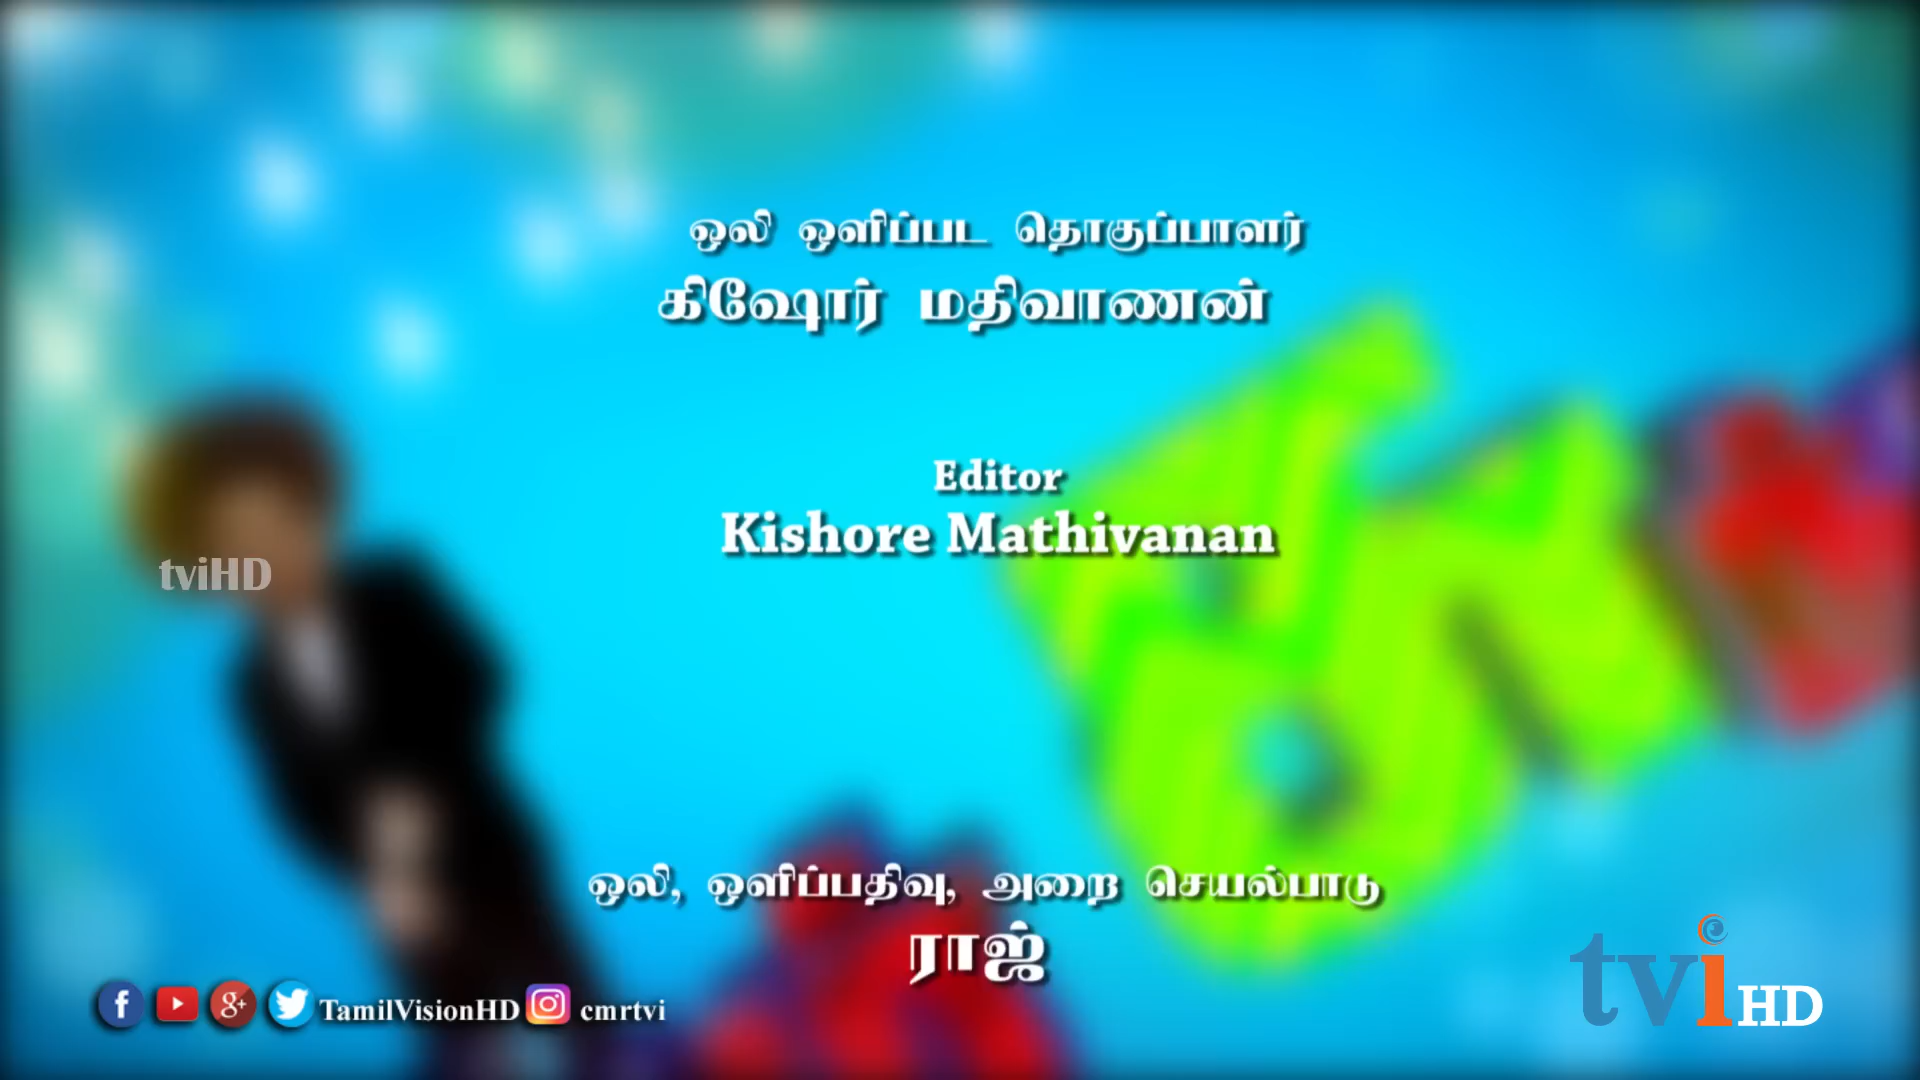 ஒலி ஒளிப்பட தொகுப்பாளர்
கிஷோர் மதிவாணன்
Editor
Kishore Mathivanan
tviHD
ஒலி, ஒளிப்பதிவு, அறை செயல்பாடு
ராஜ்
TamilVisionHD cmrtvi
tvi HD